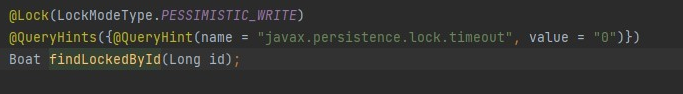 @Lock(LockModeType.PESSIMISTIC_WRITE)
@QueryHints({@QueryHint(name = "javax.persistence.lock.timeout", value = "0")})
Boat findLockedById(Long id);